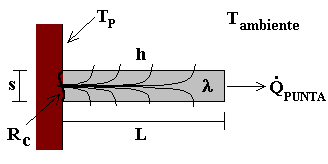 T_P
T_ambiente
h
s
λ
Q̇_PUNTA
R_C
L